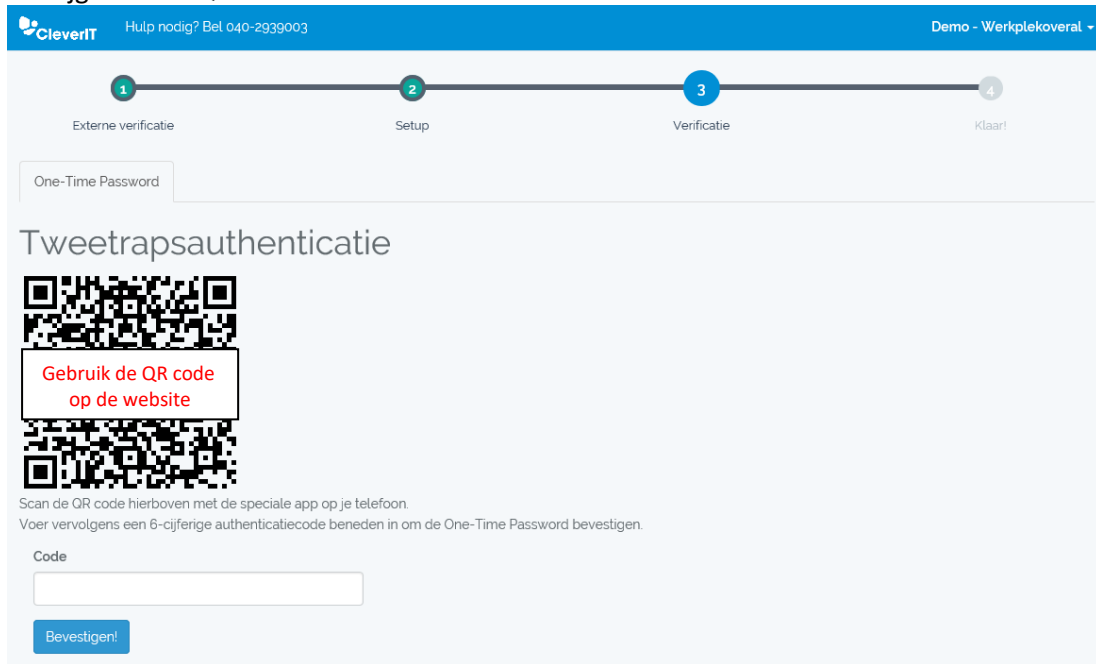 CleverIT Hulp nodig? Bel 040-2939003 Demo - Werkplekoveral
1 2 3 4
Externe verificatie Setup Verificatie Klaar!
One-Time Password
Tweetrapsauthenticatie
Gebruik de QR code
op de website
Scan de QR code hierboven met de speciale app op je telefoon.
Voer vervolgens een 6-cijferige authenticatiecode beneden in om de One-Time Password bevestigen.
Code
Bevestigen!